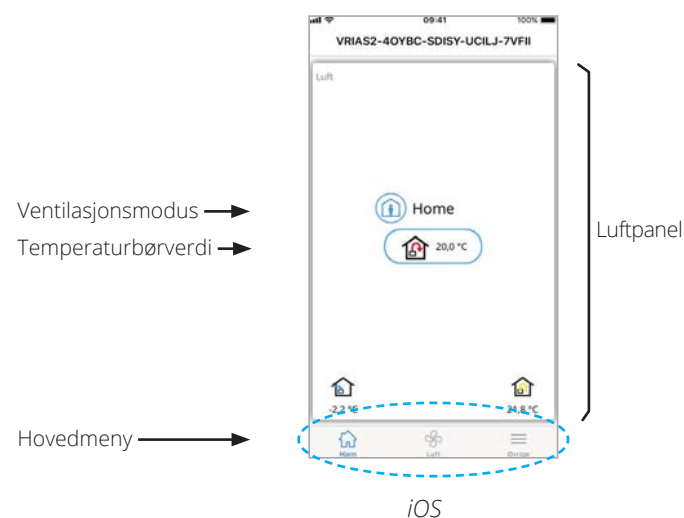 09:41
100%
VRIAS2-4OYBC-SDISY-UCILJ-7VFII
Luft
Ventilasjonsmodus
Home
Luftpanel
Temperaturbørverdi
20,0 °C
-2,2 °C
21,8 °C
Hovedmeny
Hjem
Luft
Øvrige
iOS